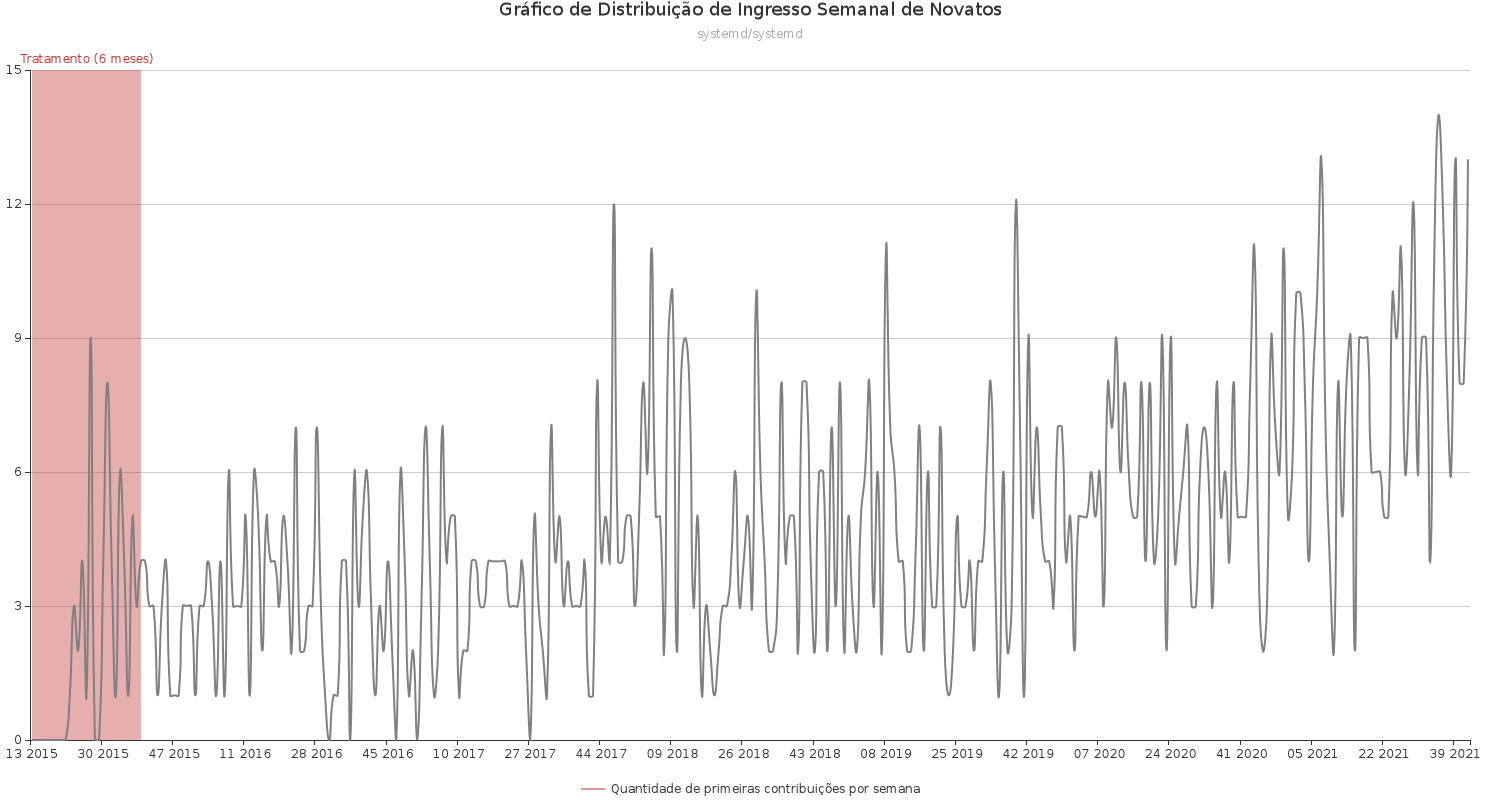 Gráfico de Distribuição de Ingresso Semanal de Novatos
systemd/systemd
Tratamento (6 meses)
15
12
9
6
3
0
13 2015 30 2015 47 2015 11 2016 28 2016 45 2016 10 2017 27 2017 44 2017 09 2018 26 2018 43 2018 08 2019 25 2019 42 2019 07 2020 24 2020 41 2020 05 2021 22 2021 39 2021
Quantidade de primeiras contribuições por semana